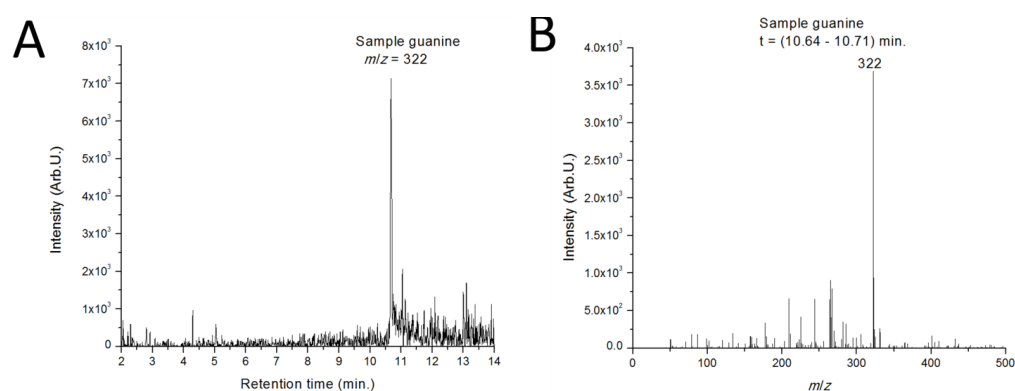 A
Sample guanine
m/z = 322
8x10³
7x10³
6x10³
5x10³
4x10³
3x10³
2x10³
1x10³
0
Intensity (Arb.U.)
2 3 4 5 6 7 8 9 10 11 12 13 14
Retention time (min.)
B
Sample guanine
t = (10.64 - 10.71) min.
322
4.0x10³
3.5x10³
3.0x10³
2.5x10³
2.0x10³
1.5x10³
1.0x10³
5.0x10²
0.0
Intensity (Arb.U.)
0 100 200 300 400 500
m/z